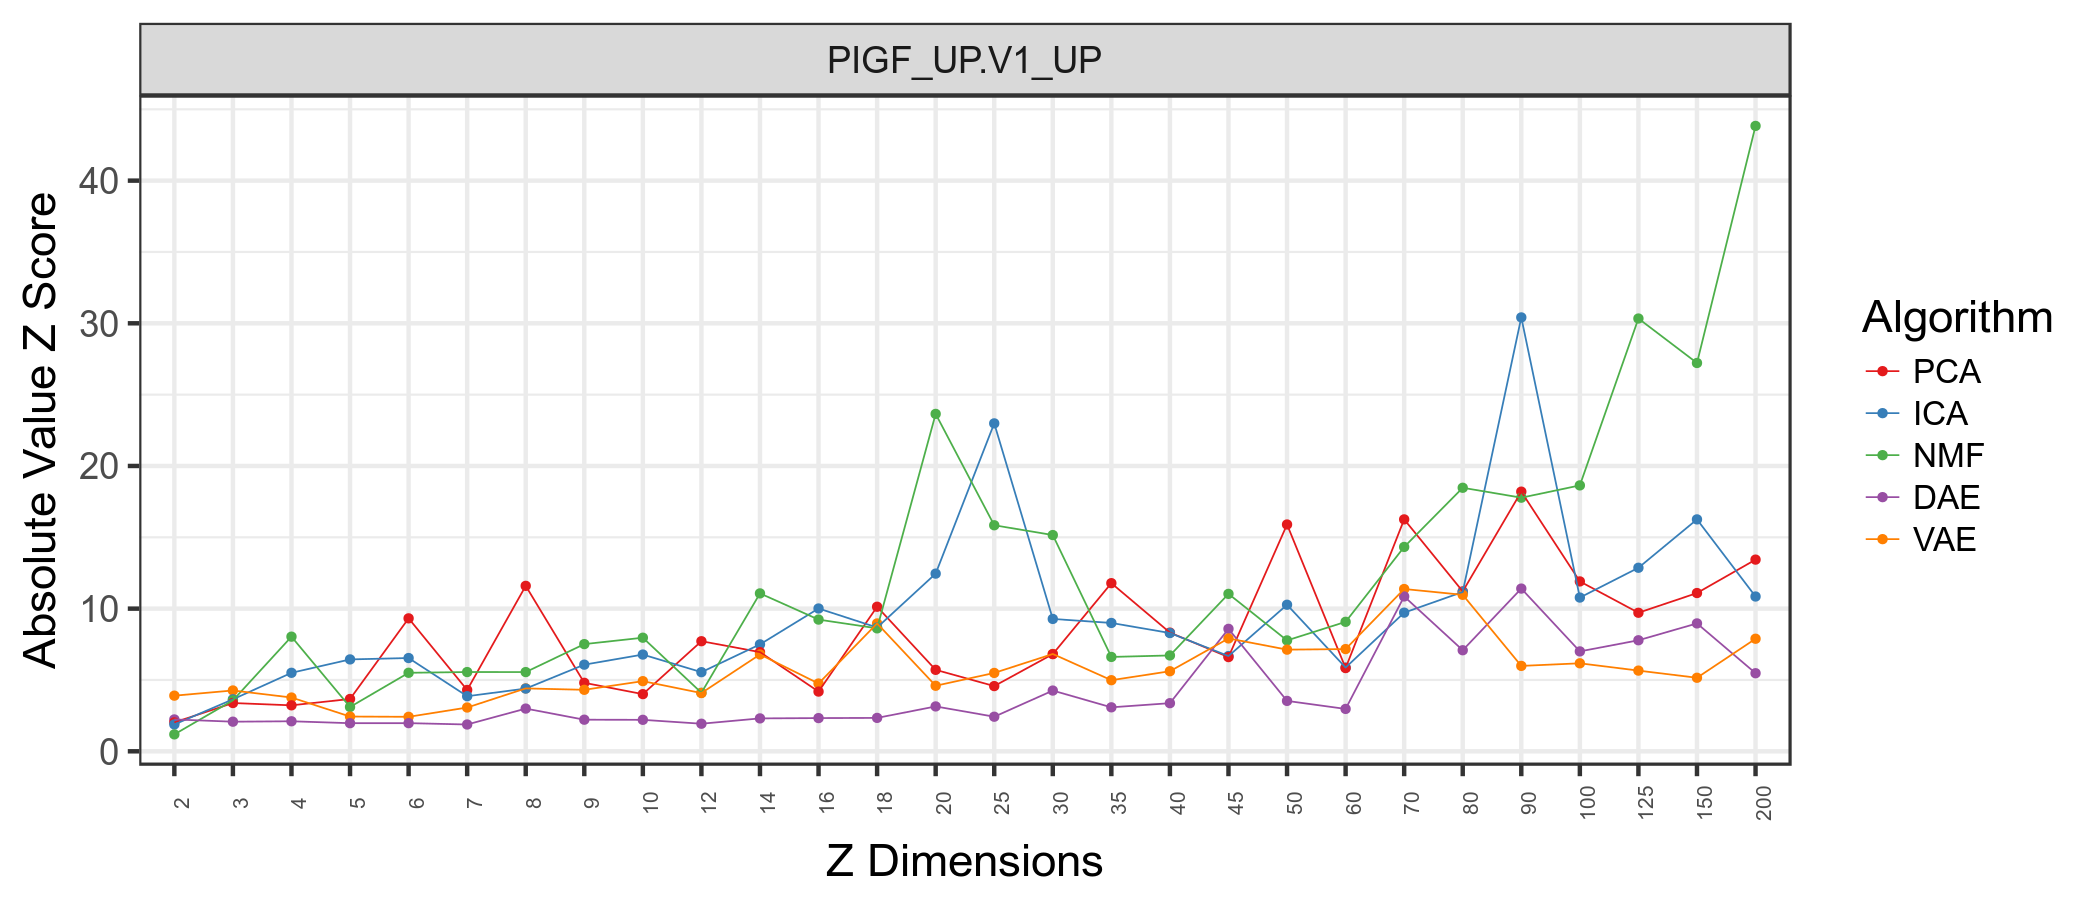 PIGF_UP.V1_UP
Absolute Value Z Score
40
30
20
10
0
2 3 4 5 6 7 8 9 10 12 14 16 18 20 25 30 35 40 45 50 60 70 80 90 100 125 150 200
Z Dimensions
Algorithm
PCA
ICA
NMF
DAE
VAE